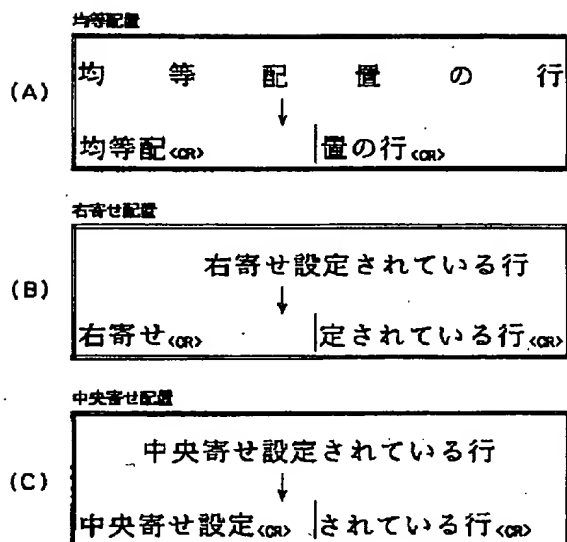 均等配置
(A)
均 等 配 置 の 行
↓
均等配<CR> 置の行<CR>
右寄せ配置
(B)
右寄せ設定されている行
↓
右寄せ<CR> 定されている行<CR>
中央寄せ配置
(C)
中央寄せ設定されている行
↓
中央寄せ設定<CR> されている行<CR>